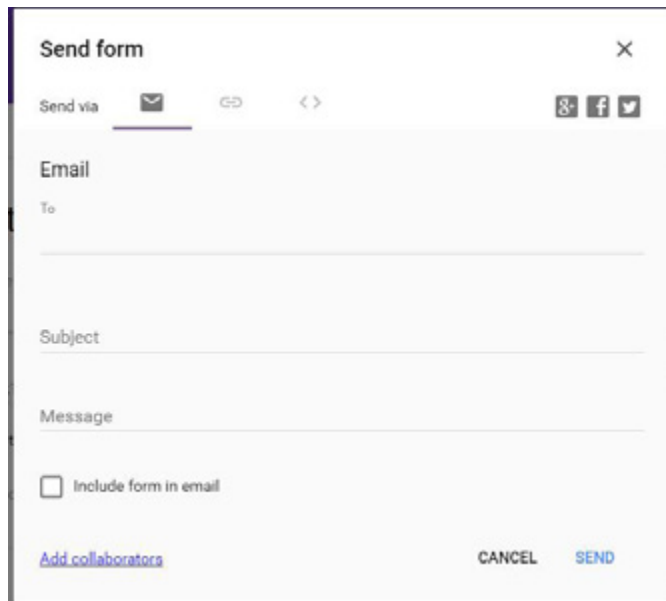 Send form
Send via
Email
To
Subject
Message
Include form in email
Add collaborators CANCEL SEND